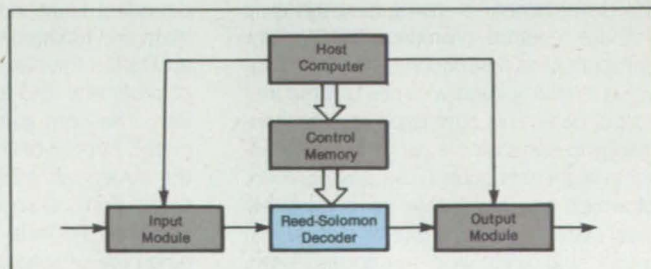 Host
Computer
Control
Memory
Input
Module
Reed-Solomon
Decoder
Output
Module